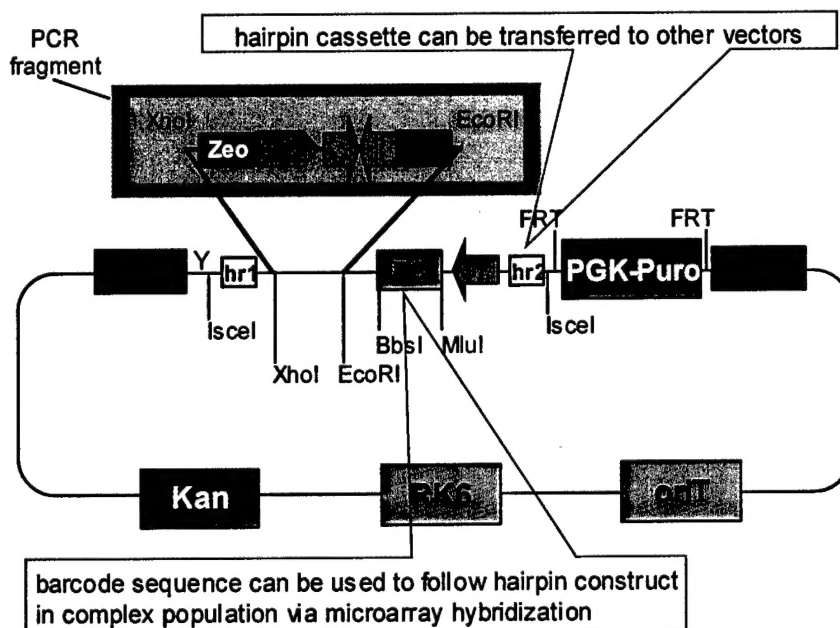 PCR
fragment
hairpin cassette can be transferred to other vectors
XhoI
EcoRI
Zeo
FRT
FRT
Y
hr1
hr2
PGK-Puro
IsceI
IsceI
BbsI
MluI
XhoI
EcoRI
Kan
RK6
oriT
barcode sequence can be used to follow hairpin construct
in complex population via microarray hybridization